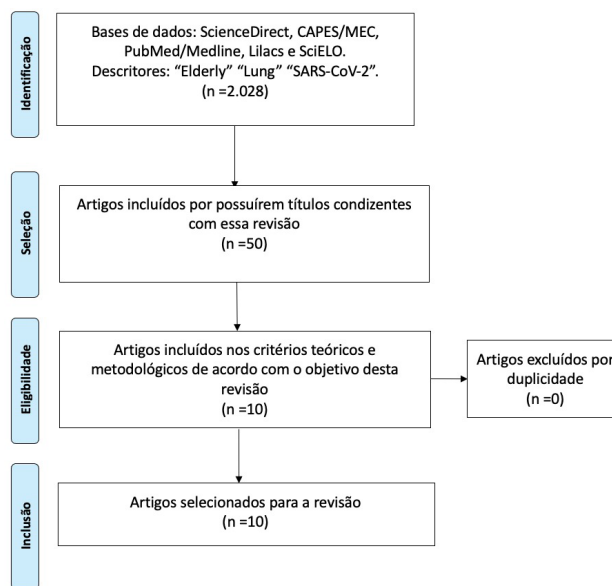 Identificação
Bases de dados: ScienceDirect, CAPES/MEC,
PubMed/Medline, Lilacs e SciELO.
Descritores: “Elderly” “Lung” “SARS-CoV-2”.
(n =2.028)
Seleção
Artigos incluídos por possuírem títulos condizentes
com essa revisão
(n =50)
Eligibilidade
Artigos incluídos nos critérios teóricos e
metodológicos de acordo com o objetivo desta
revisão
(n =10)
Artigos excluídos por
duplicidade
(n =0)
Inclusão
Artigos selecionados para a revisão
(n =10)